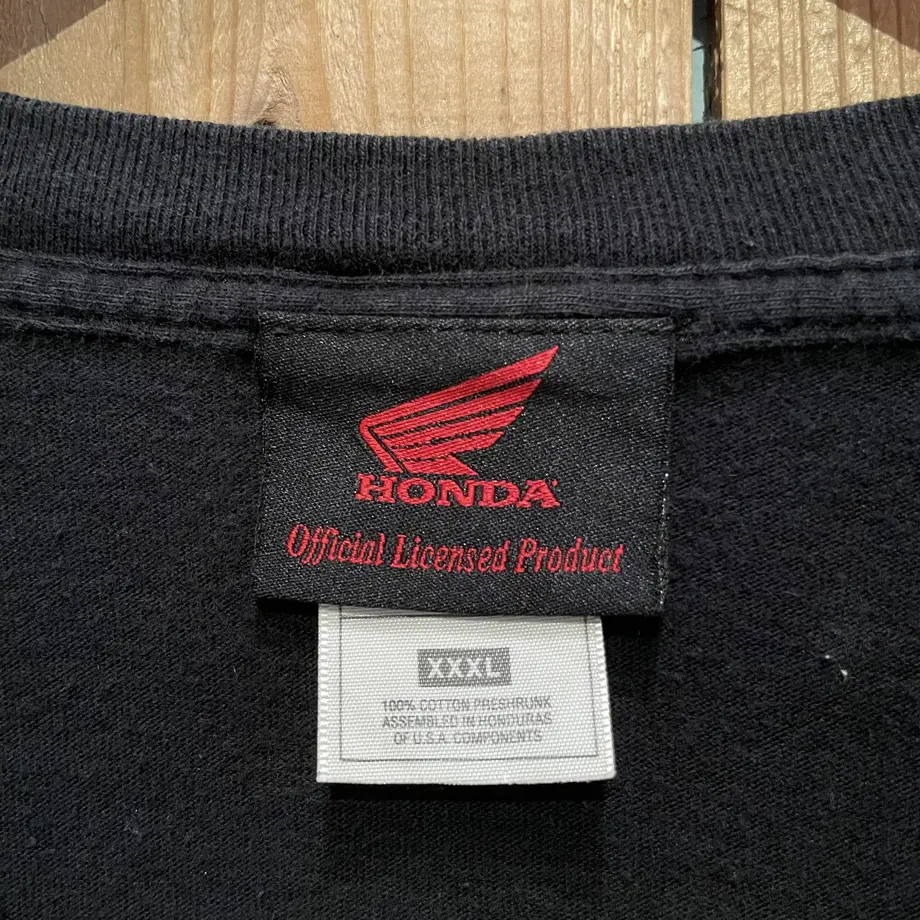 HONDA
Official Licensed Product
XXXL
100% COTTON PRESHRUNK
ASSEMBLED IN HONDURAS
OF U.S.A. COMPONENTS